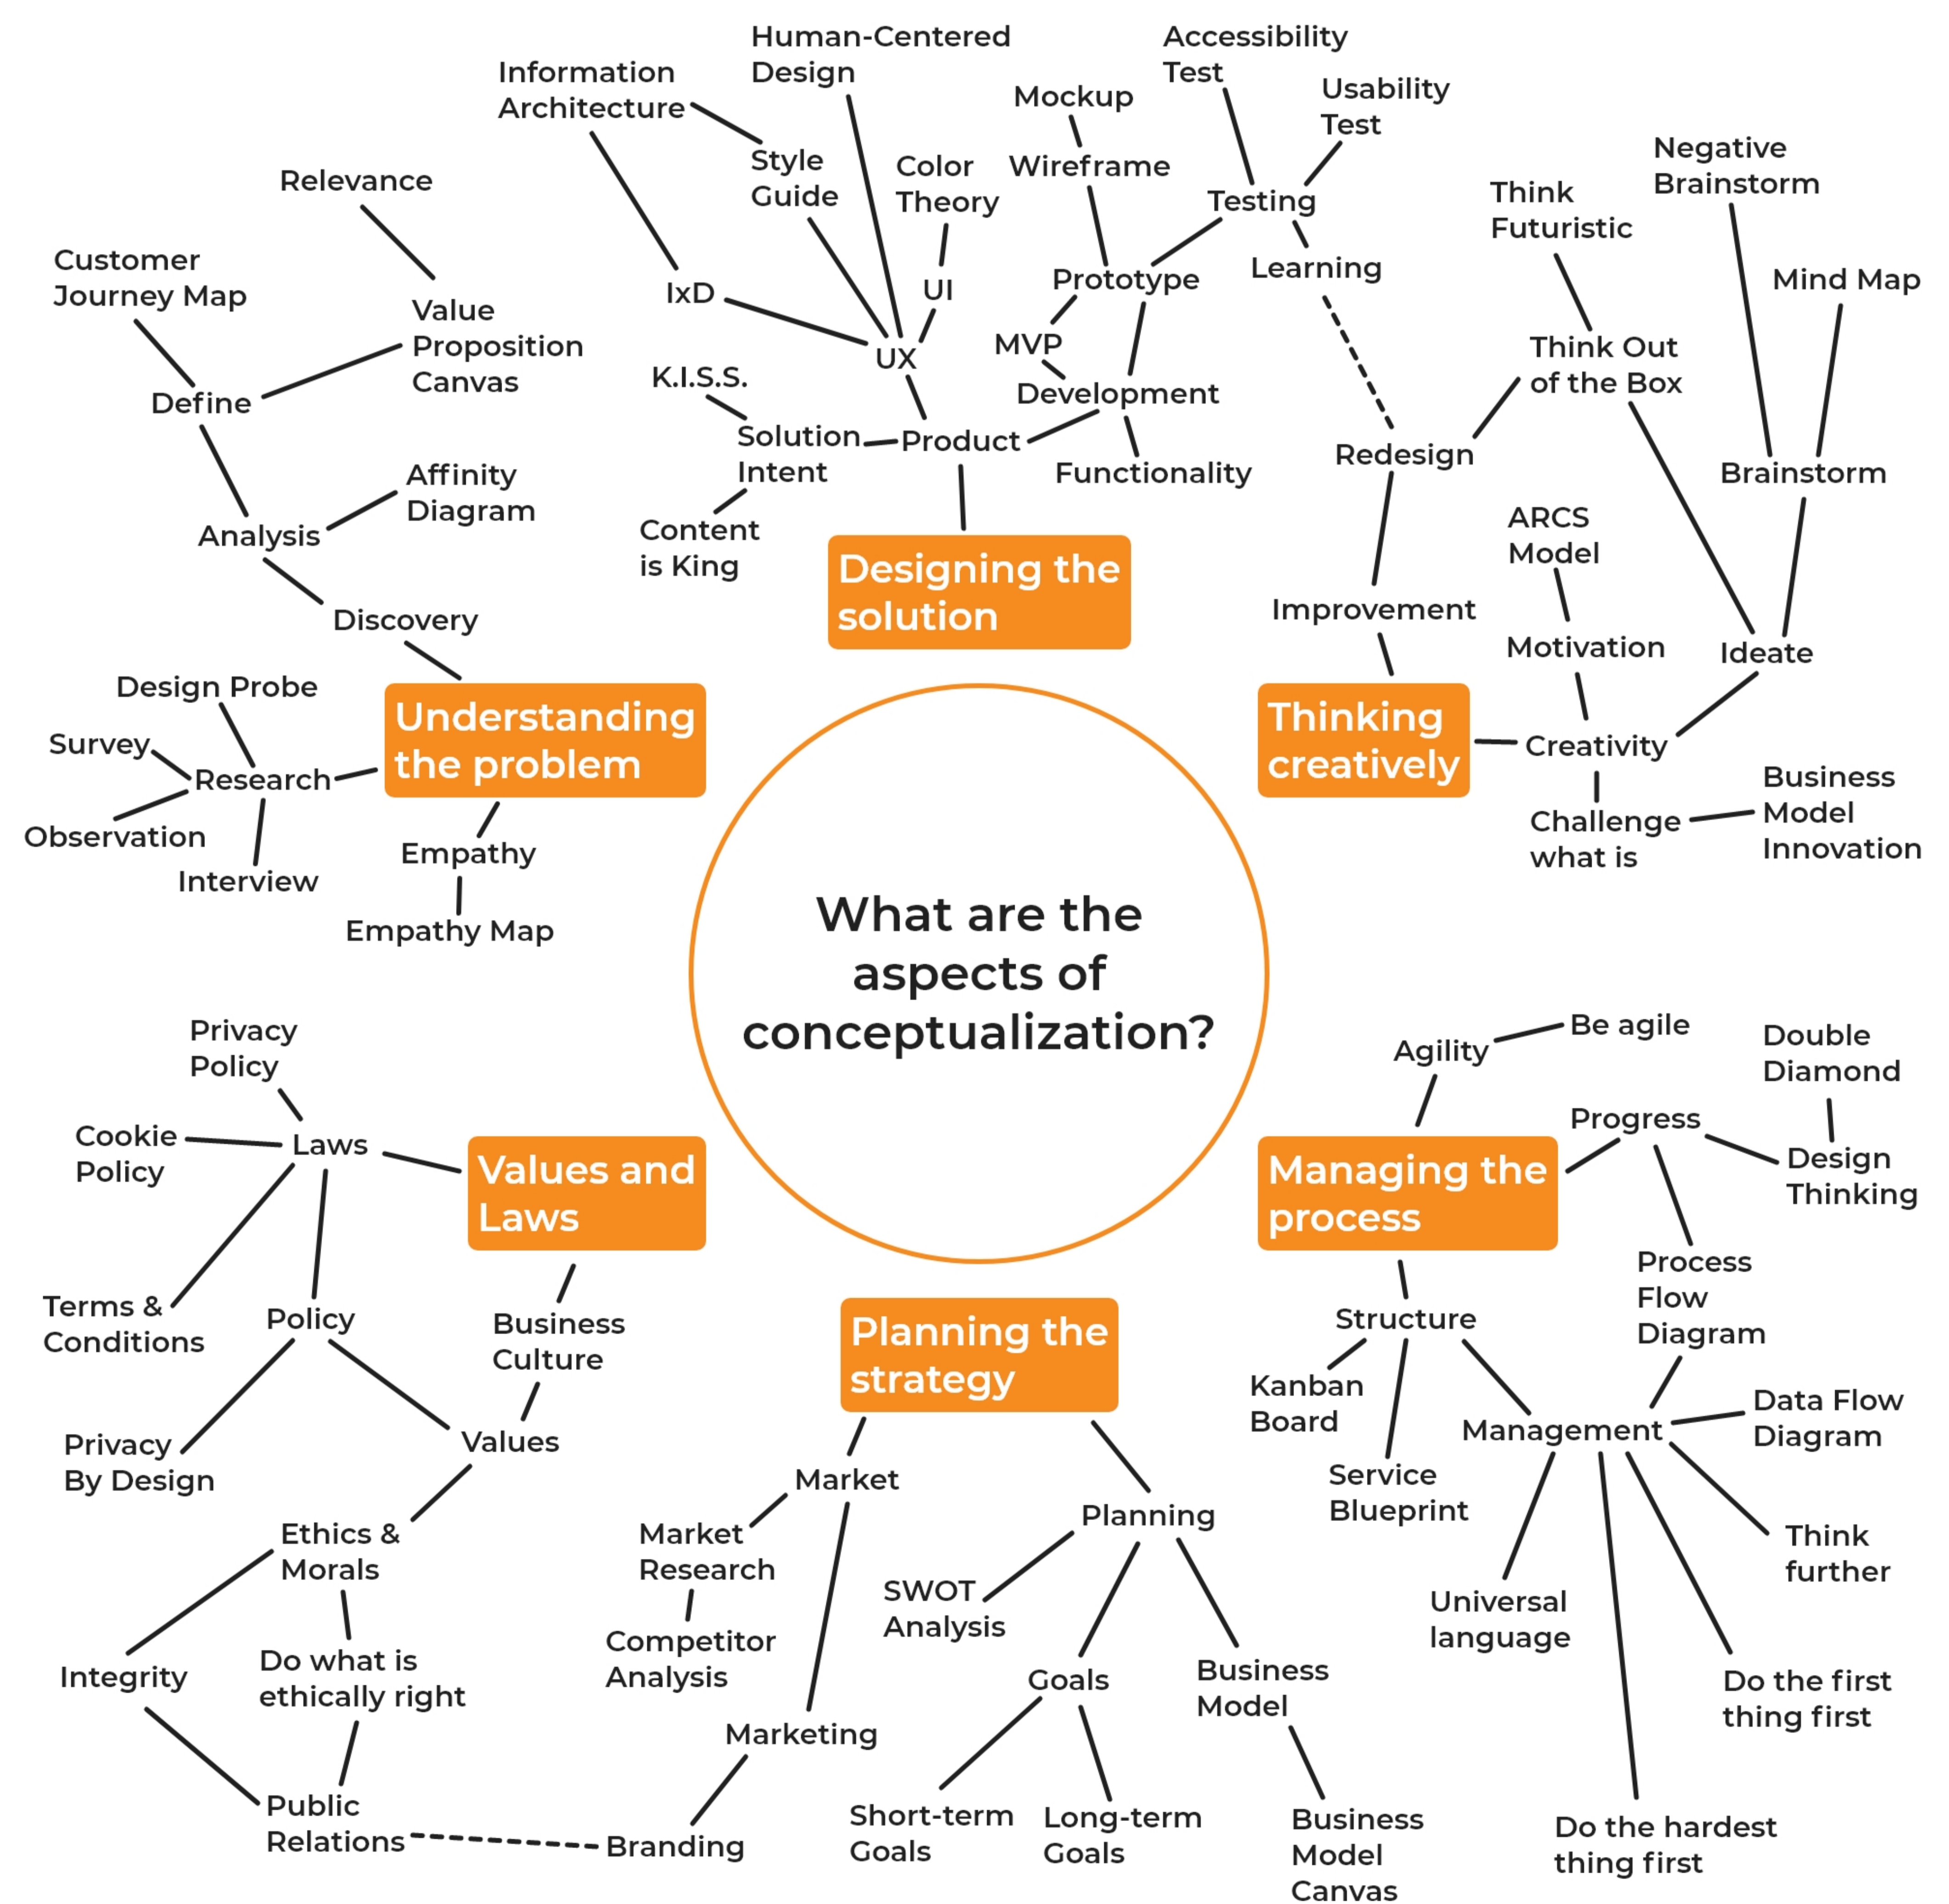 Human-Centered
Design
Accessibility
Test
Information
Architecture
Mockup
Usability
Test
Style
Guide
Color
Theory
Wireframe
Testing
Negative
Brainstorm
Think
Futuristic
Relevance
Customer
Journey Map
Value
Proposition
Canvas
Define
IxD
UI
Prototype
Learning
Mind Map
K.I.S.S.
UX
MVP
Development
Think Out
of the Box
Solution
Intent
Product
Functionality
Redesign
Brainstorm
Affinity
Diagram
Analysis
Content
is King
Designing the
solution
ARCS
Model
Discovery
Improvement
Motivation
Ideate
Design Probe
Survey
Research
Observation
Interview
Understanding
the problem
Empathy
Empathy Map
Thinking
creatively
Creativity
Challenge
what is
Business
Model
Innovation
What are the
aspects of
conceptualization?
Privacy
Policy
Cookie
Policy
Laws
Values and
Laws
Terms &
Conditions
Policy
Business
Culture
Privacy
By Design
Values
Ethics &
Morals
Integrity
Do what is
ethically right
Public
Relations
Planning the
strategy
Market
Market
Research
Competitor
Analysis
Marketing
Branding
Planning
SWOT
Analysis
Goals
Business
Model
Short-term
Goals
Long-term
Goals
Business
Model
Canvas
Agility
Be agile
Double
Diamond
Progress
Managing the
process
Design
Thinking
Process
Flow
Diagram
Structure
Kanban
Board
Service
Blueprint
Management
Data Flow
Diagram
Think
further
Universal
language
Do the first
thing first
Do the hardest
thing first